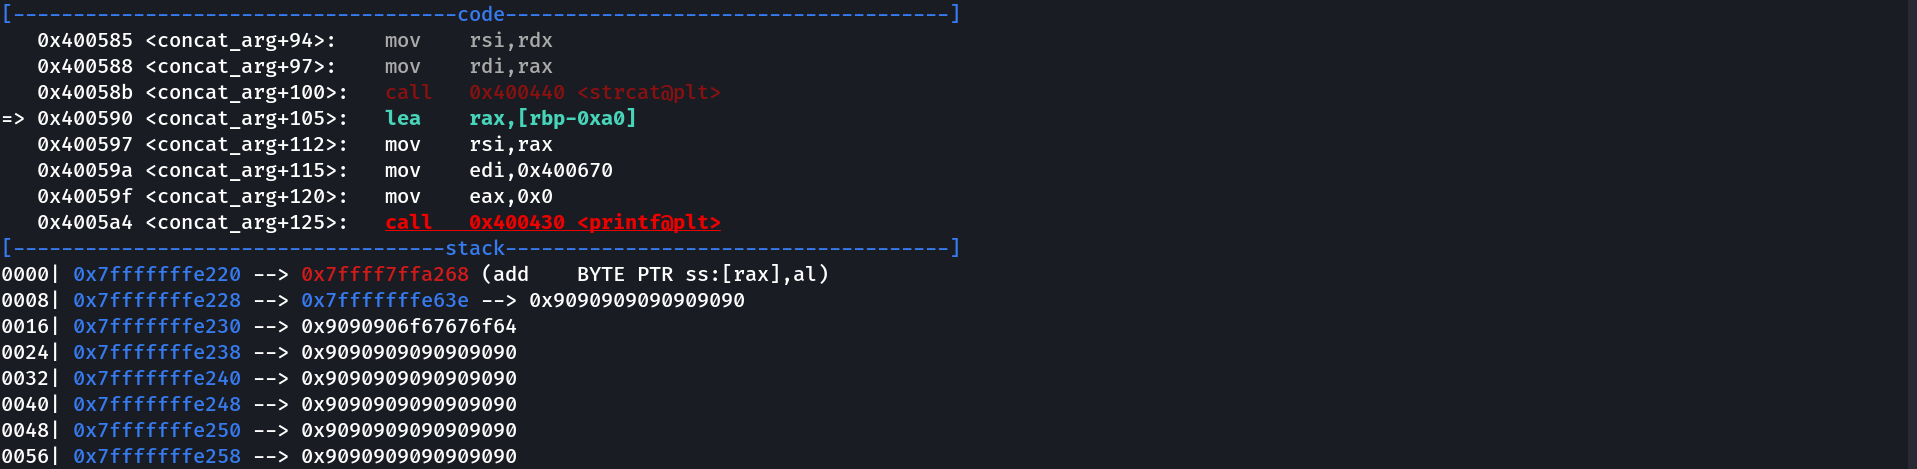 [-------------------------------------code-------------------------------------]
   0x400585 <concat_arg+94>:    mov    rsi,rdx
   0x400588 <concat_arg+97>:    mov    rdi,rax
   0x40058b <concat_arg+100>:   call   0x400440 <strcat@plt>
=> 0x400590 <concat_arg+105>:   lea    rax,[rbp-0xa0]
   0x400597 <concat_arg+112>:   mov    rsi,rax
   0x40059a <concat_arg+115>:   mov    edi,0x400670
   0x40059f <concat_arg+120>:   mov    eax,0x0
   0x4005a4 <concat_arg+125>:   call   0x400430 <printf@plt>
[------------------------------------stack-------------------------------------]
0000| 0x7fffffffe220 --> 0x7ffff7ffa268 (add    BYTE PTR ss:[rax],al)
0008| 0x7fffffffe228 --> 0x7fffffffe63e --> 0x9090909090909090
0016| 0x7fffffffe230 --> 0x9090906f67676f64
0024| 0x7fffffffe238 --> 0x9090909090909090
0032| 0x7fffffffe240 --> 0x9090909090909090
0040| 0x7fffffffe248 --> 0x9090909090909090
0048| 0x7fffffffe250 --> 0x9090909090909090
0056| 0x7fffffffe258 --> 0x9090909090909090